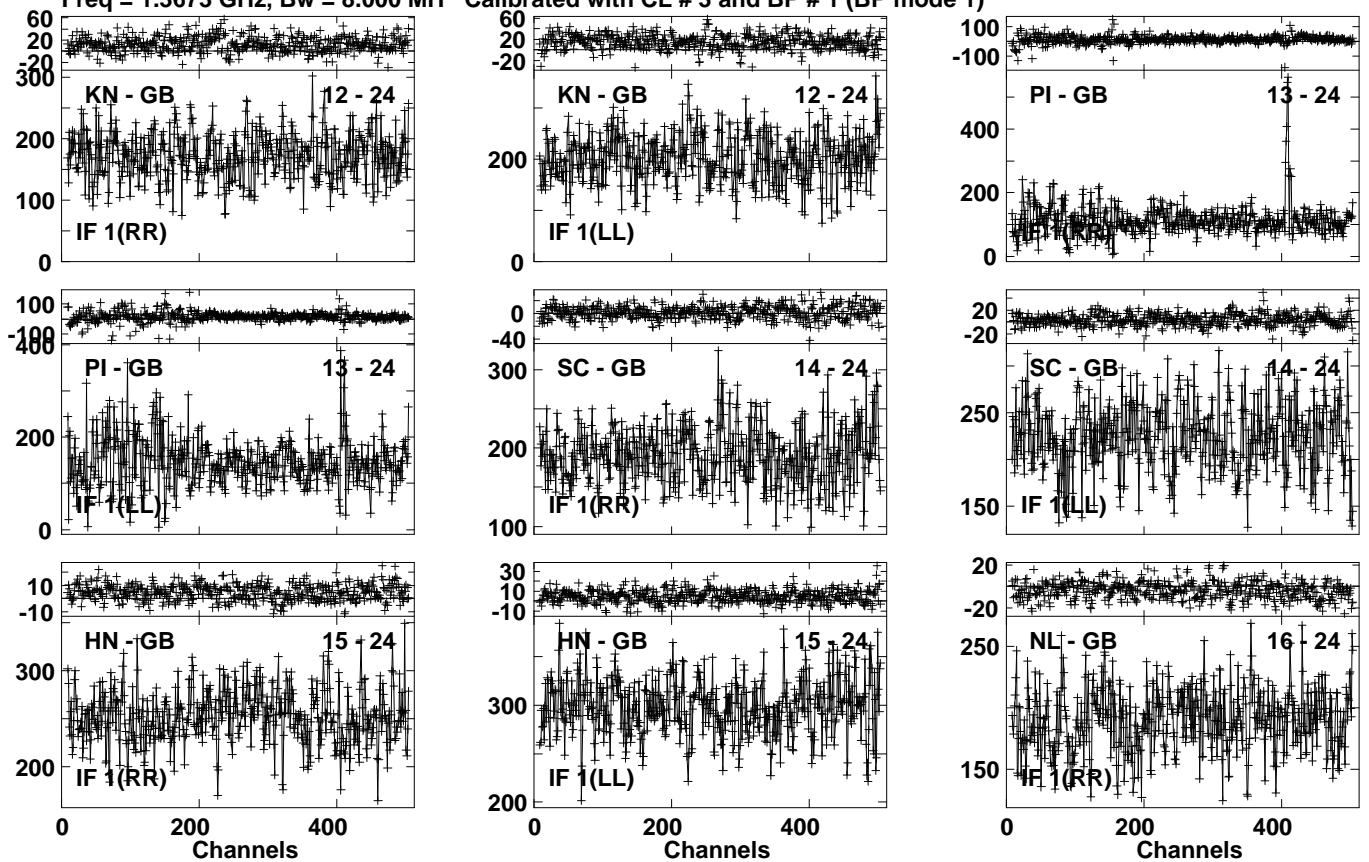 Freq = 1.3673 GHz, Bw = 8.000 MH Calibrated with CL # 3 and BP # 1 (BP mode 1)
60
20
-20
300
200
100
0
KN - GB 12 - 24
IF 1(RR)
60
20
-20
200
0
KN - GB 12 - 24
IF 1(LL)
100
-100
400
200
0
PI - GB 13 - 24
IF 1(RR)
100
-100
400
200
0
PI - GB 13 - 24
IF 1(LL)
0
-40
300
200
100
SC - GB 14 - 24
IF 1(RR)
20
-20
250
150
SC - GB 14 - 24
IF 1(LL)
10
-10
300
200
HN - GB 15 - 24
IF 1(RR)
0 200 400
Channels
30
10
-10
300
200
HN - GB 15 - 24
IF 1(LL)
0 200 400
Channels
20
-20
250
150
NL - GB 16 - 24
IF 1(RR)
0 200 400
Channels